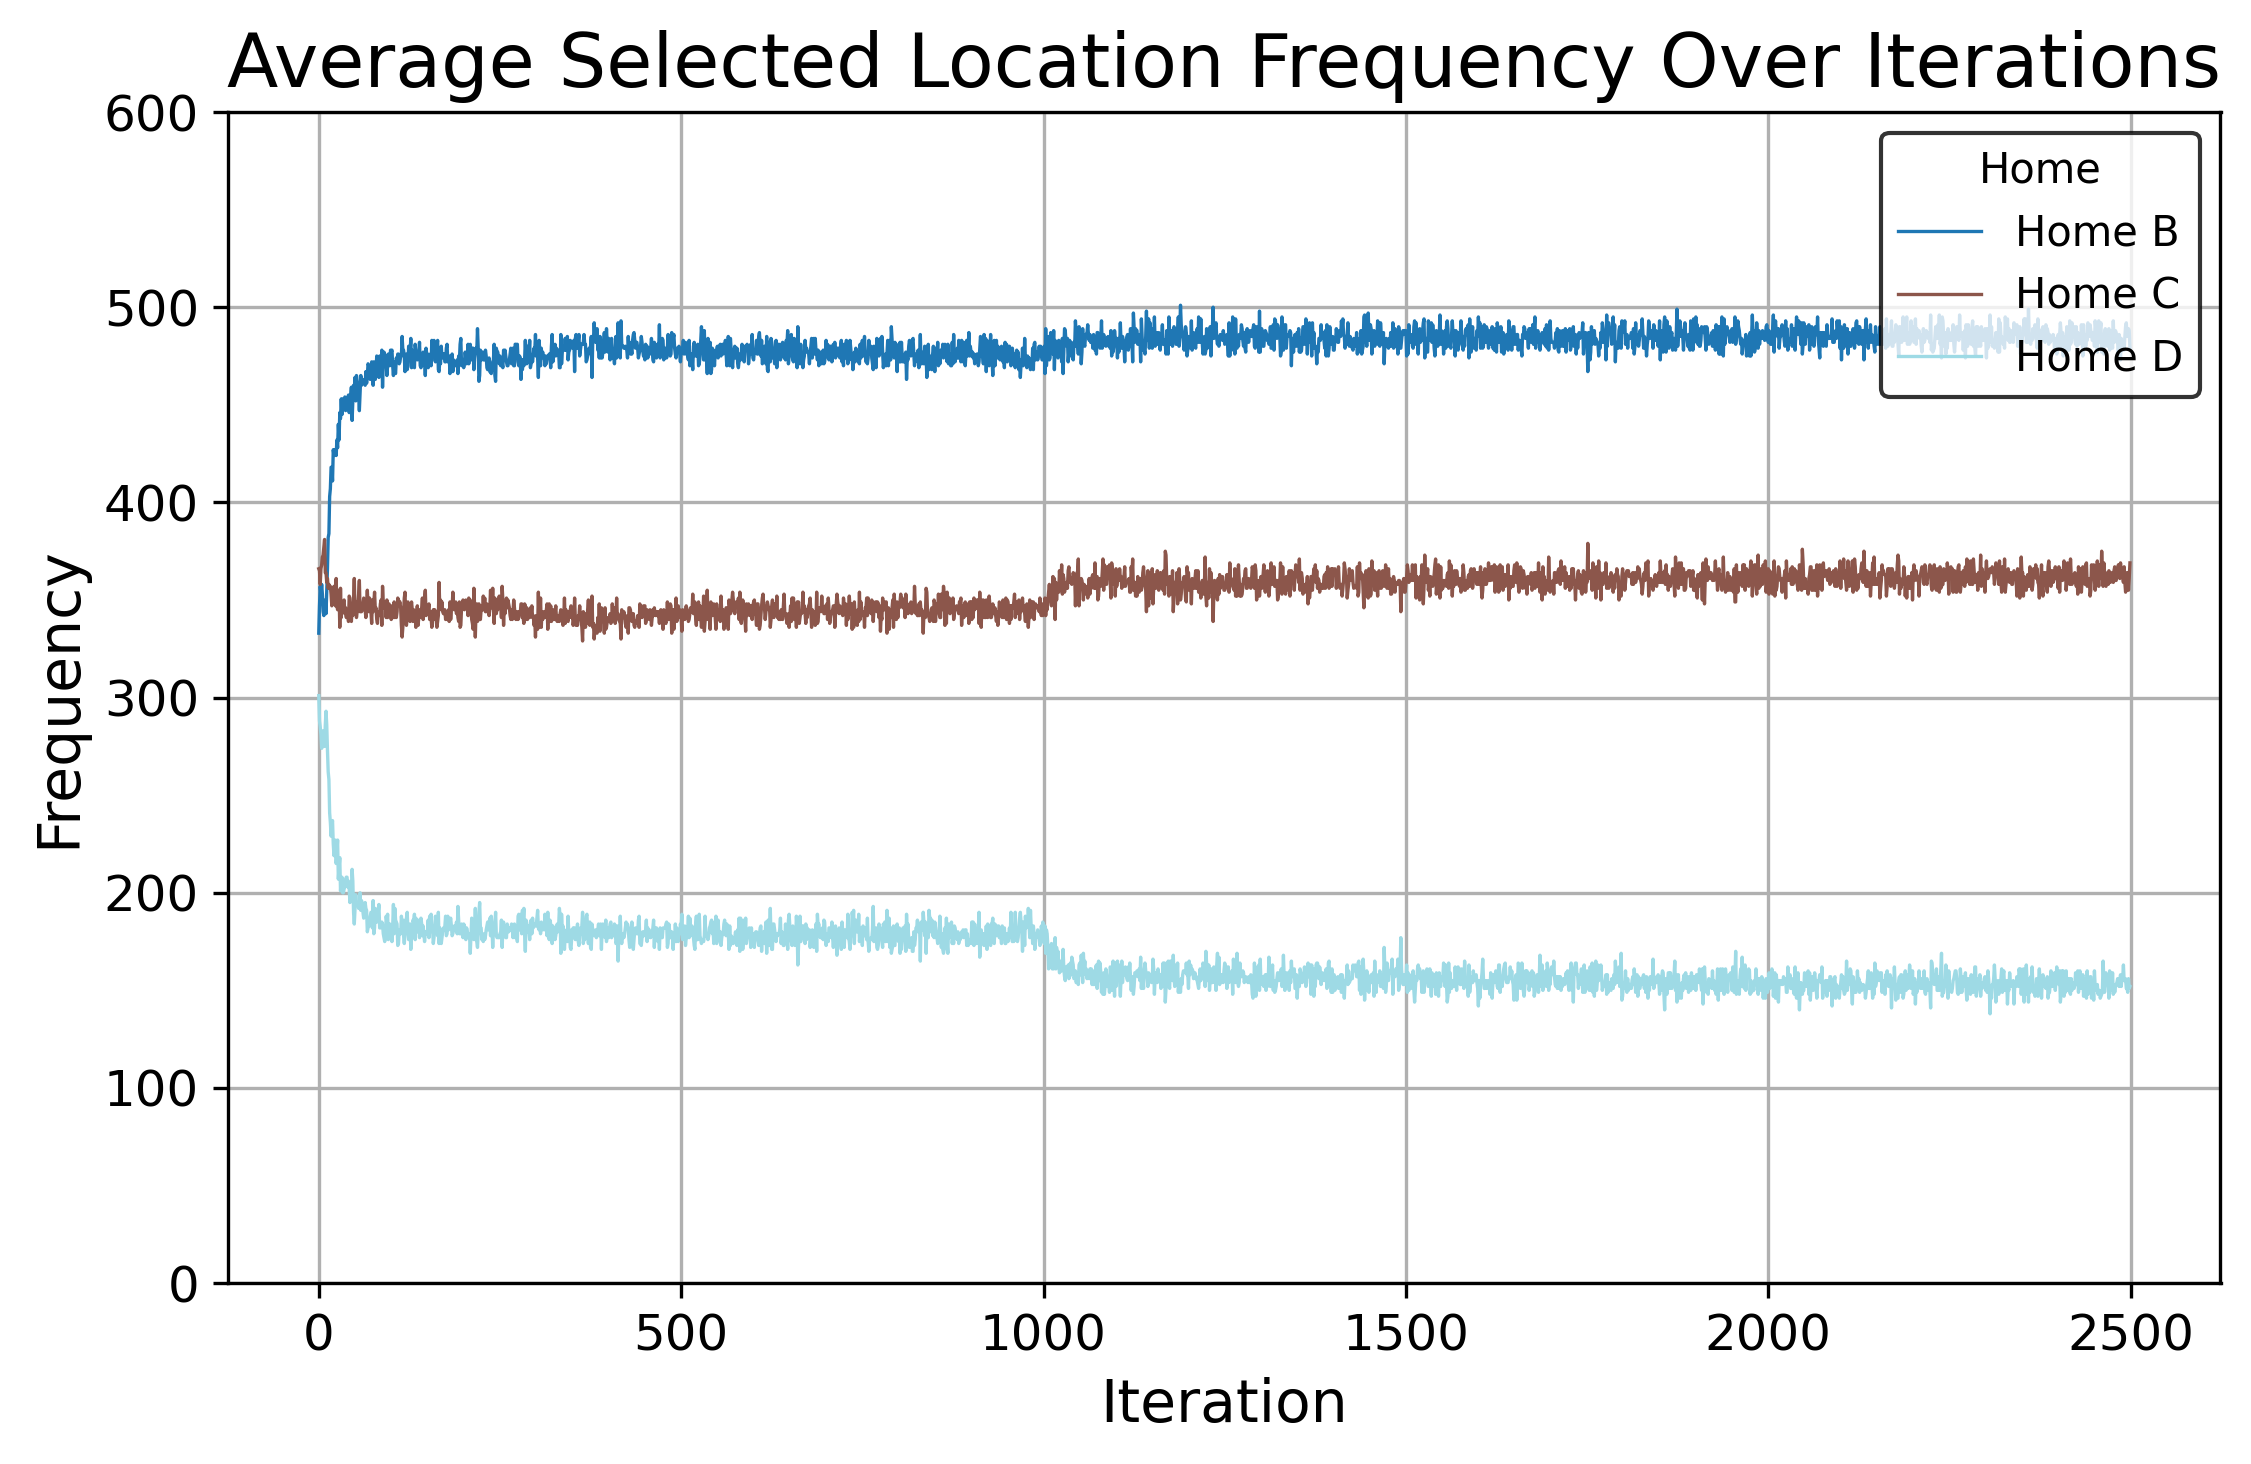 Average Selected Location Frequency Over Iterations
600
500
400
300
200
100
0
Frequency
Home
Home B
Home C
Home D
0 500 1000 1500 2000 2500
Iteration